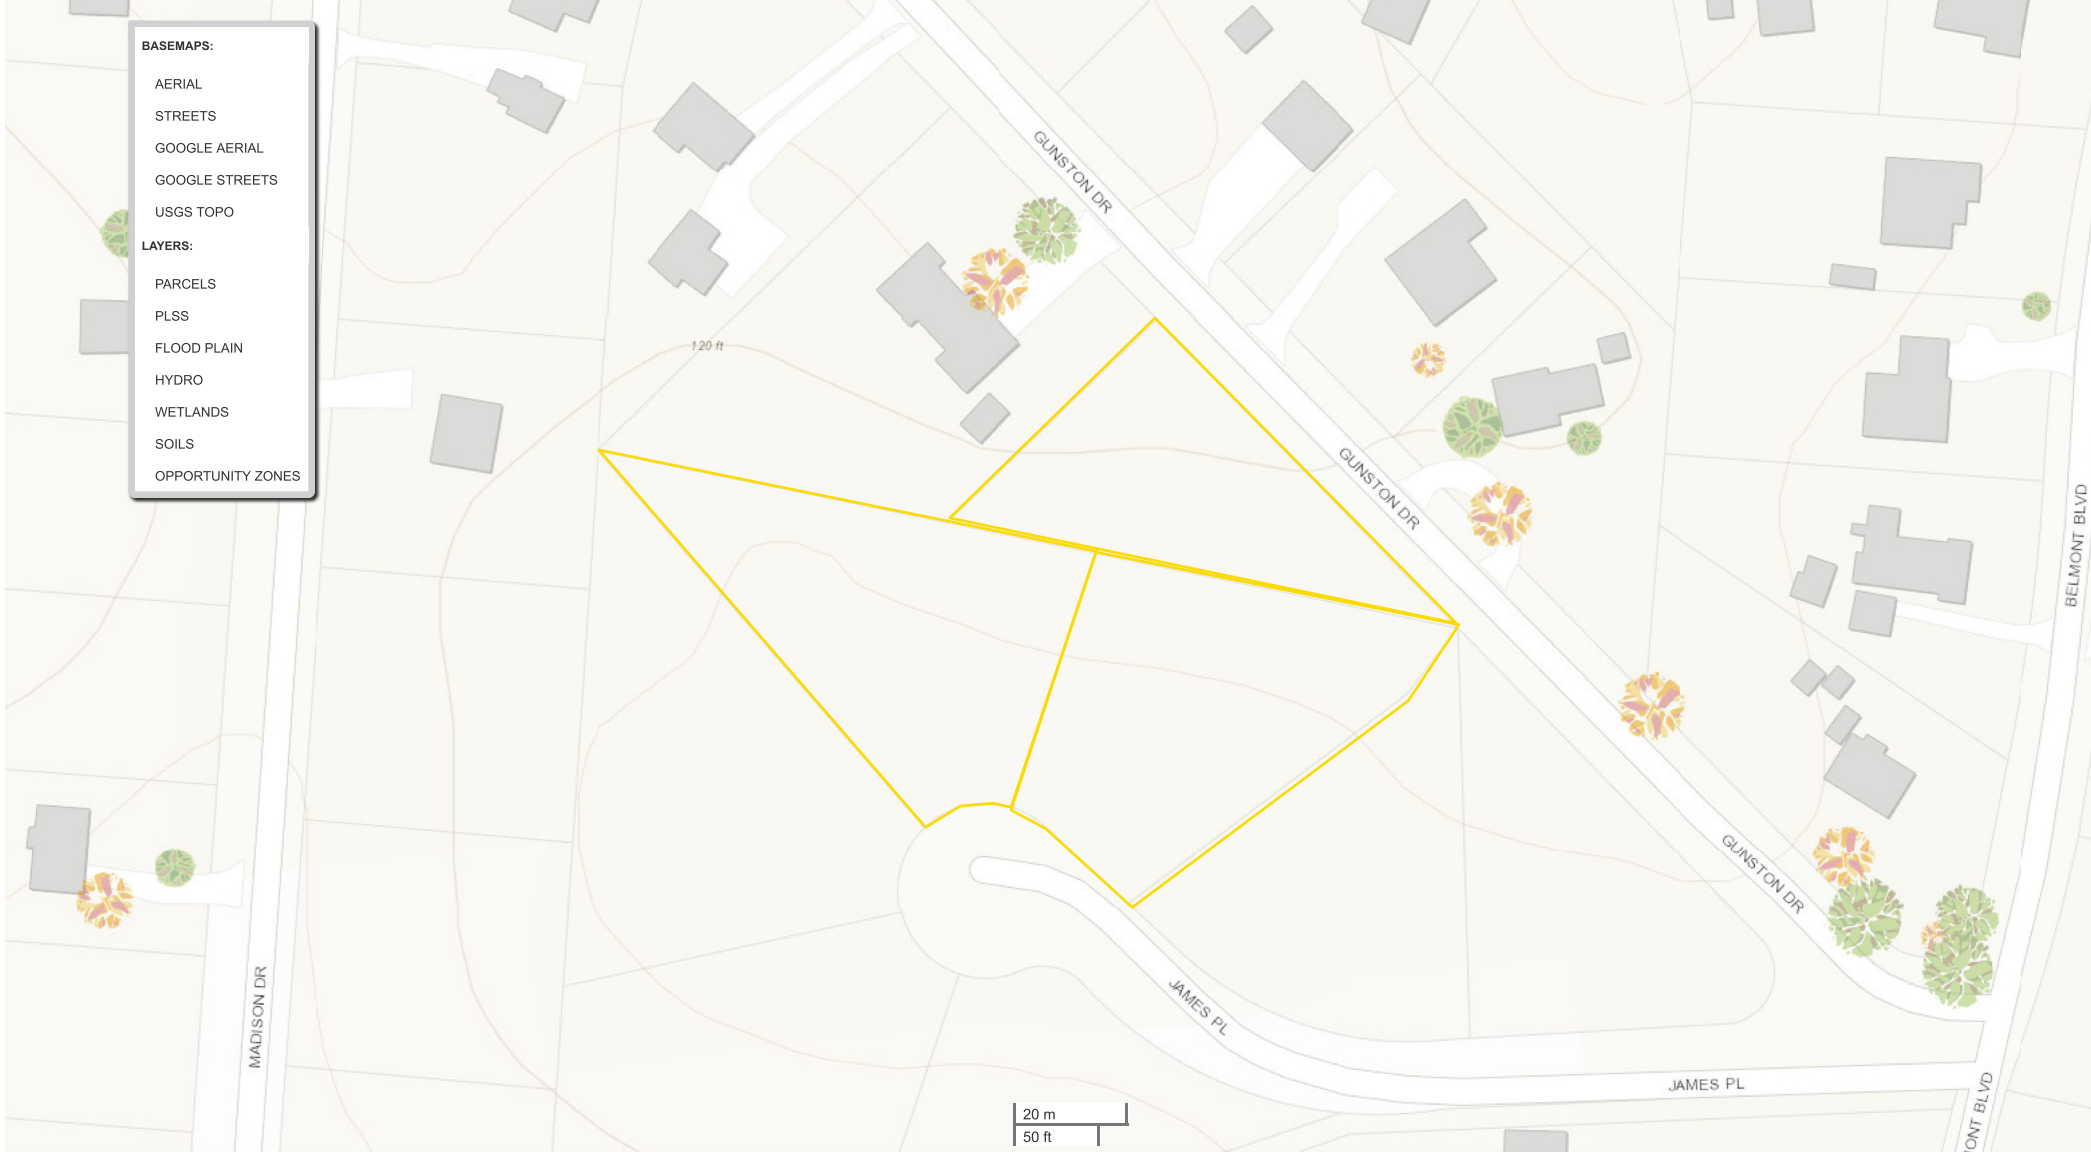 BASEMAPS:
AERIAL
STREETS
GOOGLE AERIAL
GOOGLE STREETS
USGS TOPO
LAYERS:
PARCELS
PLSS
FLOOD PLAIN
HYDRO
WETLANDS
SOILS
OPPORTUNITY ZONES
GUNSTON DR
120 ft
GUNSTON DR
BELMONT BLVD
GUNSTON DR
MADISON DR
JAMES PL
JAMES PL
MONT BLVD
20 m
50 ft